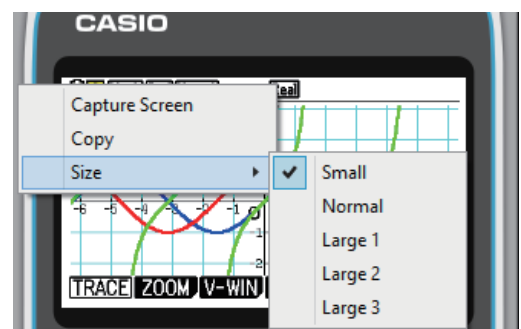 CASIO
Real
Capture Screen
Copy
Size
Small
Normal
Large 1
Large 2
Large 3
-6 -5 -4 -3 -2 -1 O
-1
-2
TRACE ZOOM V-WIN